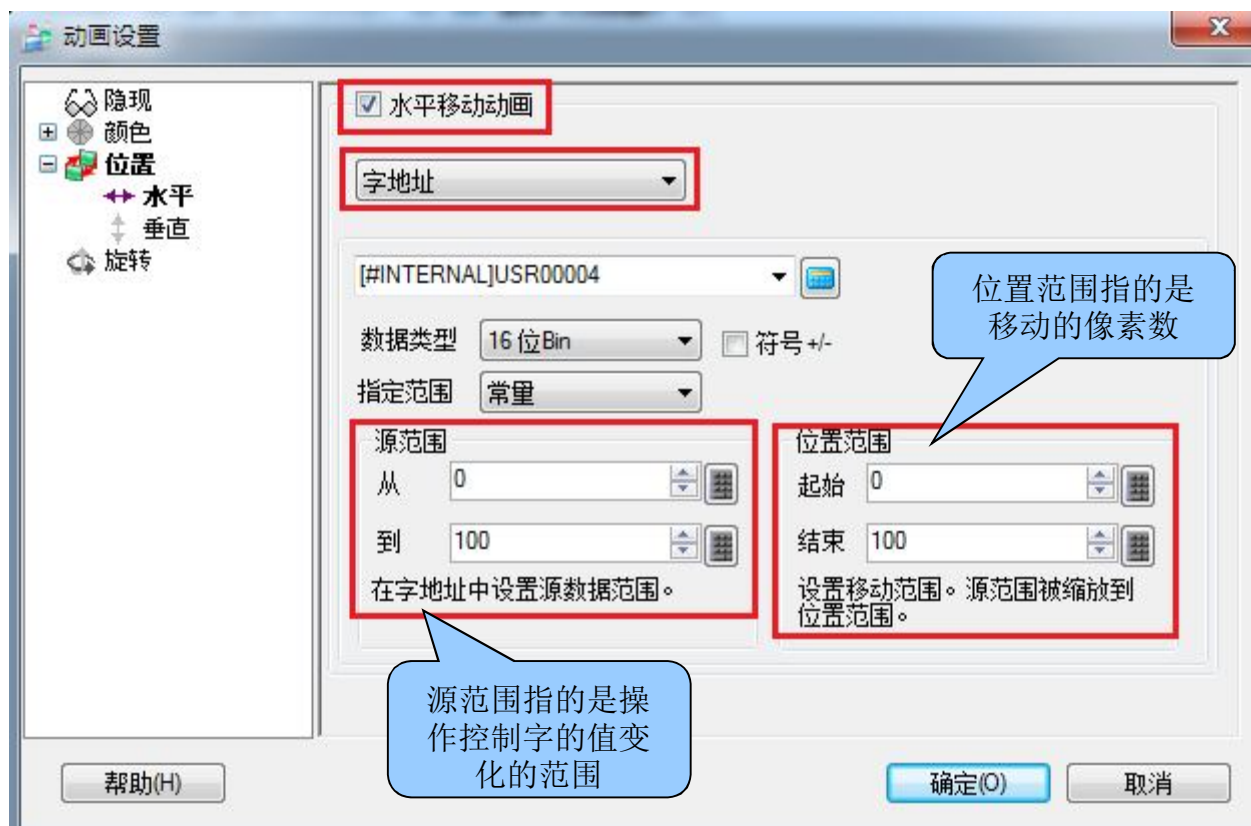 动画设置
隐现
颜色
位置
水平
垂直
旋转
水平移动动画
字地址
[#INTERNAL]USR00004
数据类型 16 位Bin 符号 +/-
指定范围 常量
位置范围指的是
移动的像素数
源范围
从 0
到 100
在字地址中设置源数据范围。
位置范围
起始 0
结束 100
设置移动范围。源范围被缩放到
位置范围。
源范围指的是操
作控制字的值变
化的范围
帮助(H)
确定(O)
取消